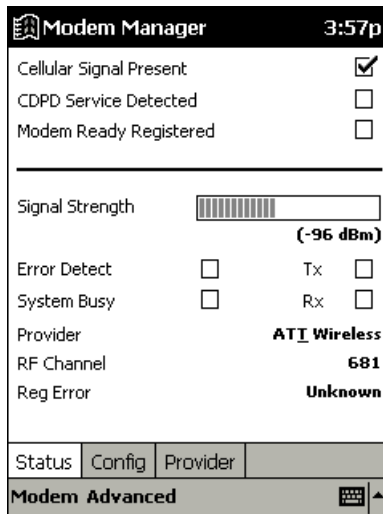 Modem Manager 3:57p
Cellular Signal Present
CDPD Service Detected
Modem Ready Registered
Signal Strength
(-96 dBm)
Error Detect Tx
System Busy Rx
Provider ATT Wireless
RF Channel 681
Reg Error Unknown
Status Config Provider
Modem Advanced